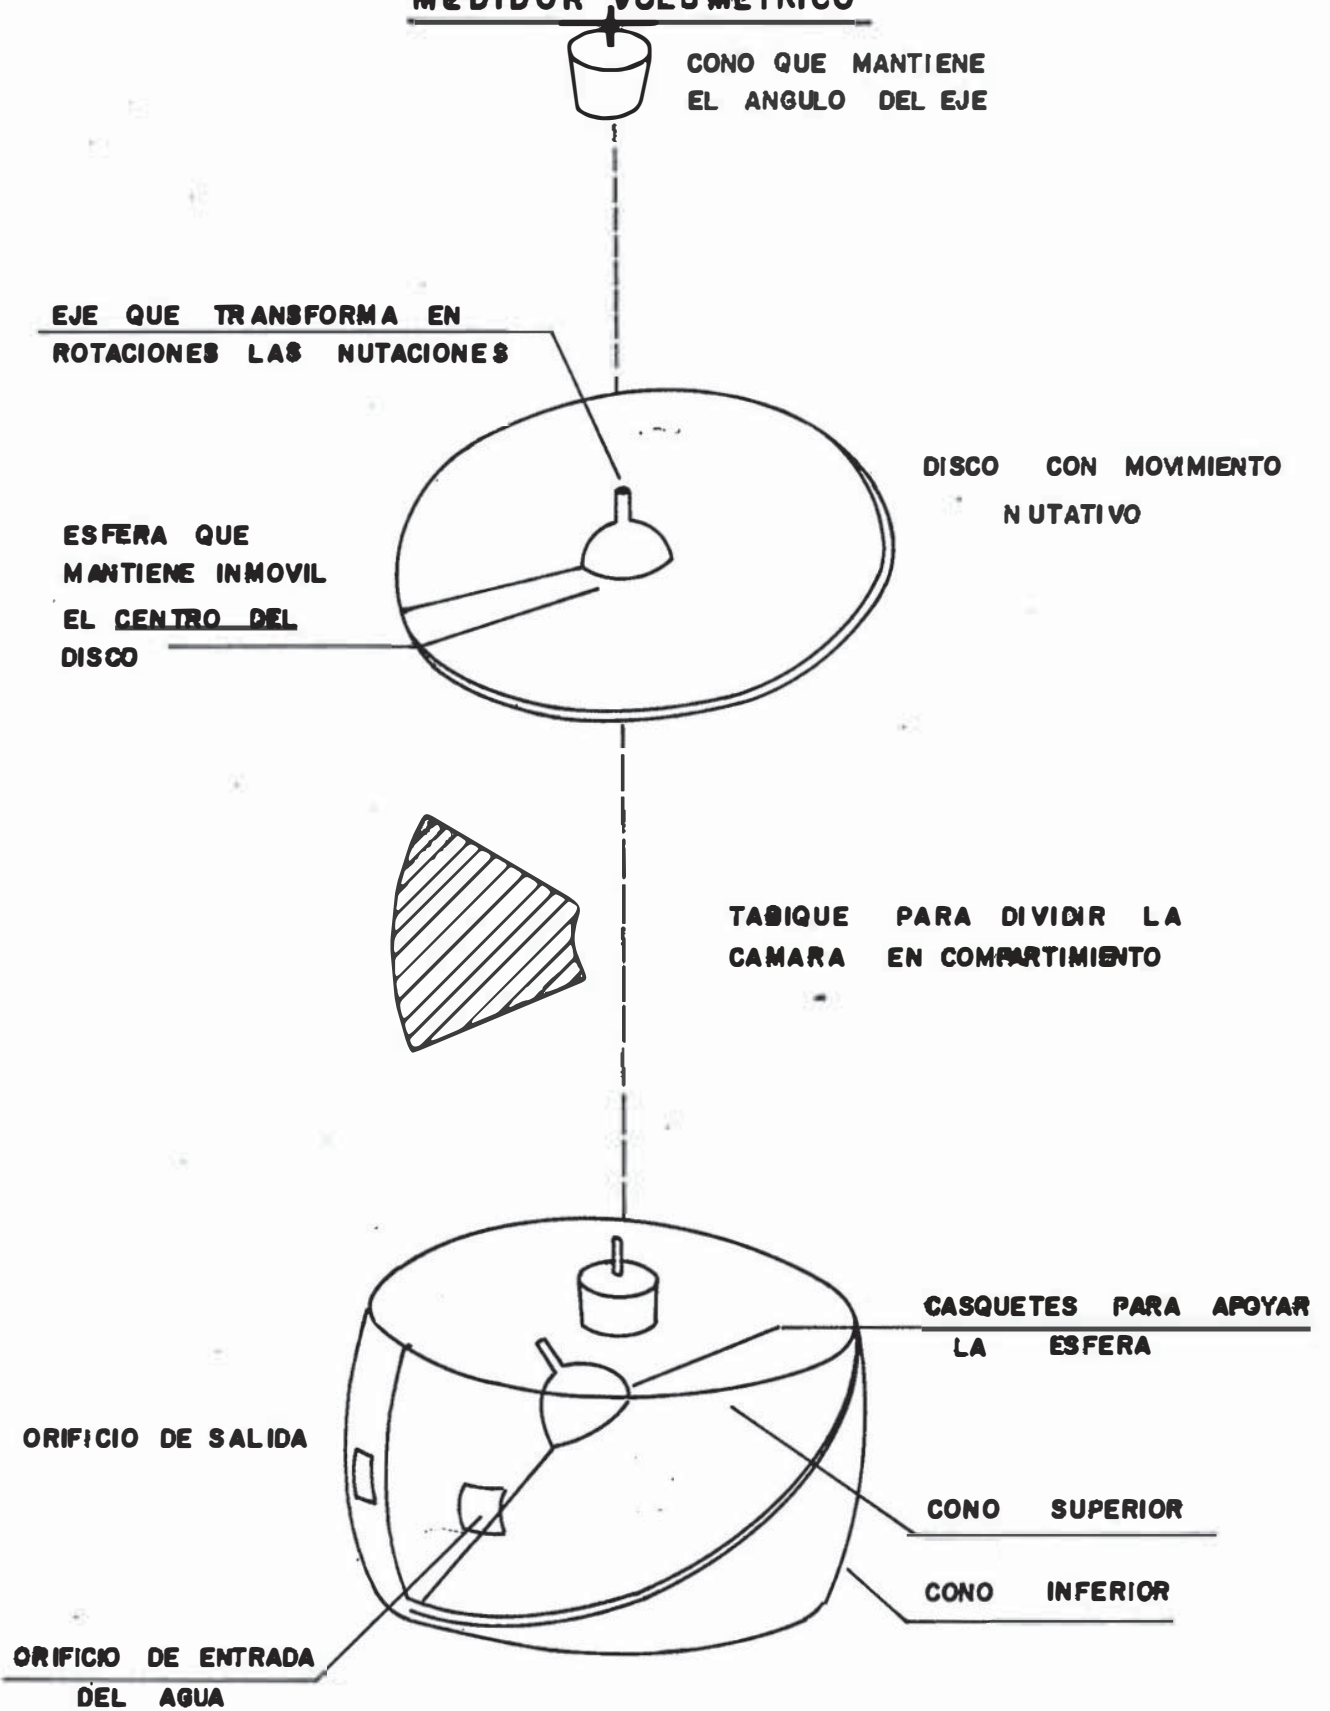 MEDIDOR VOLUMETRICO
CONO QUE MANTIENE
EL ANGULO DEL EJE
EJE QUE TRANSFORMA EN
ROTACIONES LAS NUTACIONES
DISCO CON MOVIMIENTO
NUTATIVO
ESFERA QUE
MANTIENE INMOVIL
EL CENTRO DEL
DISCO
TABIQUE PARA DIVIDIR LA
CAMARA EN COMPARTIMIENTO
CASQUETES PARA APOYAR
LA ESFERA
ORIFICIO DE SALIDA
CONO SUPERIOR
CONO INFERIOR
ORIFICIO DE ENTRADA
DEL AGUA